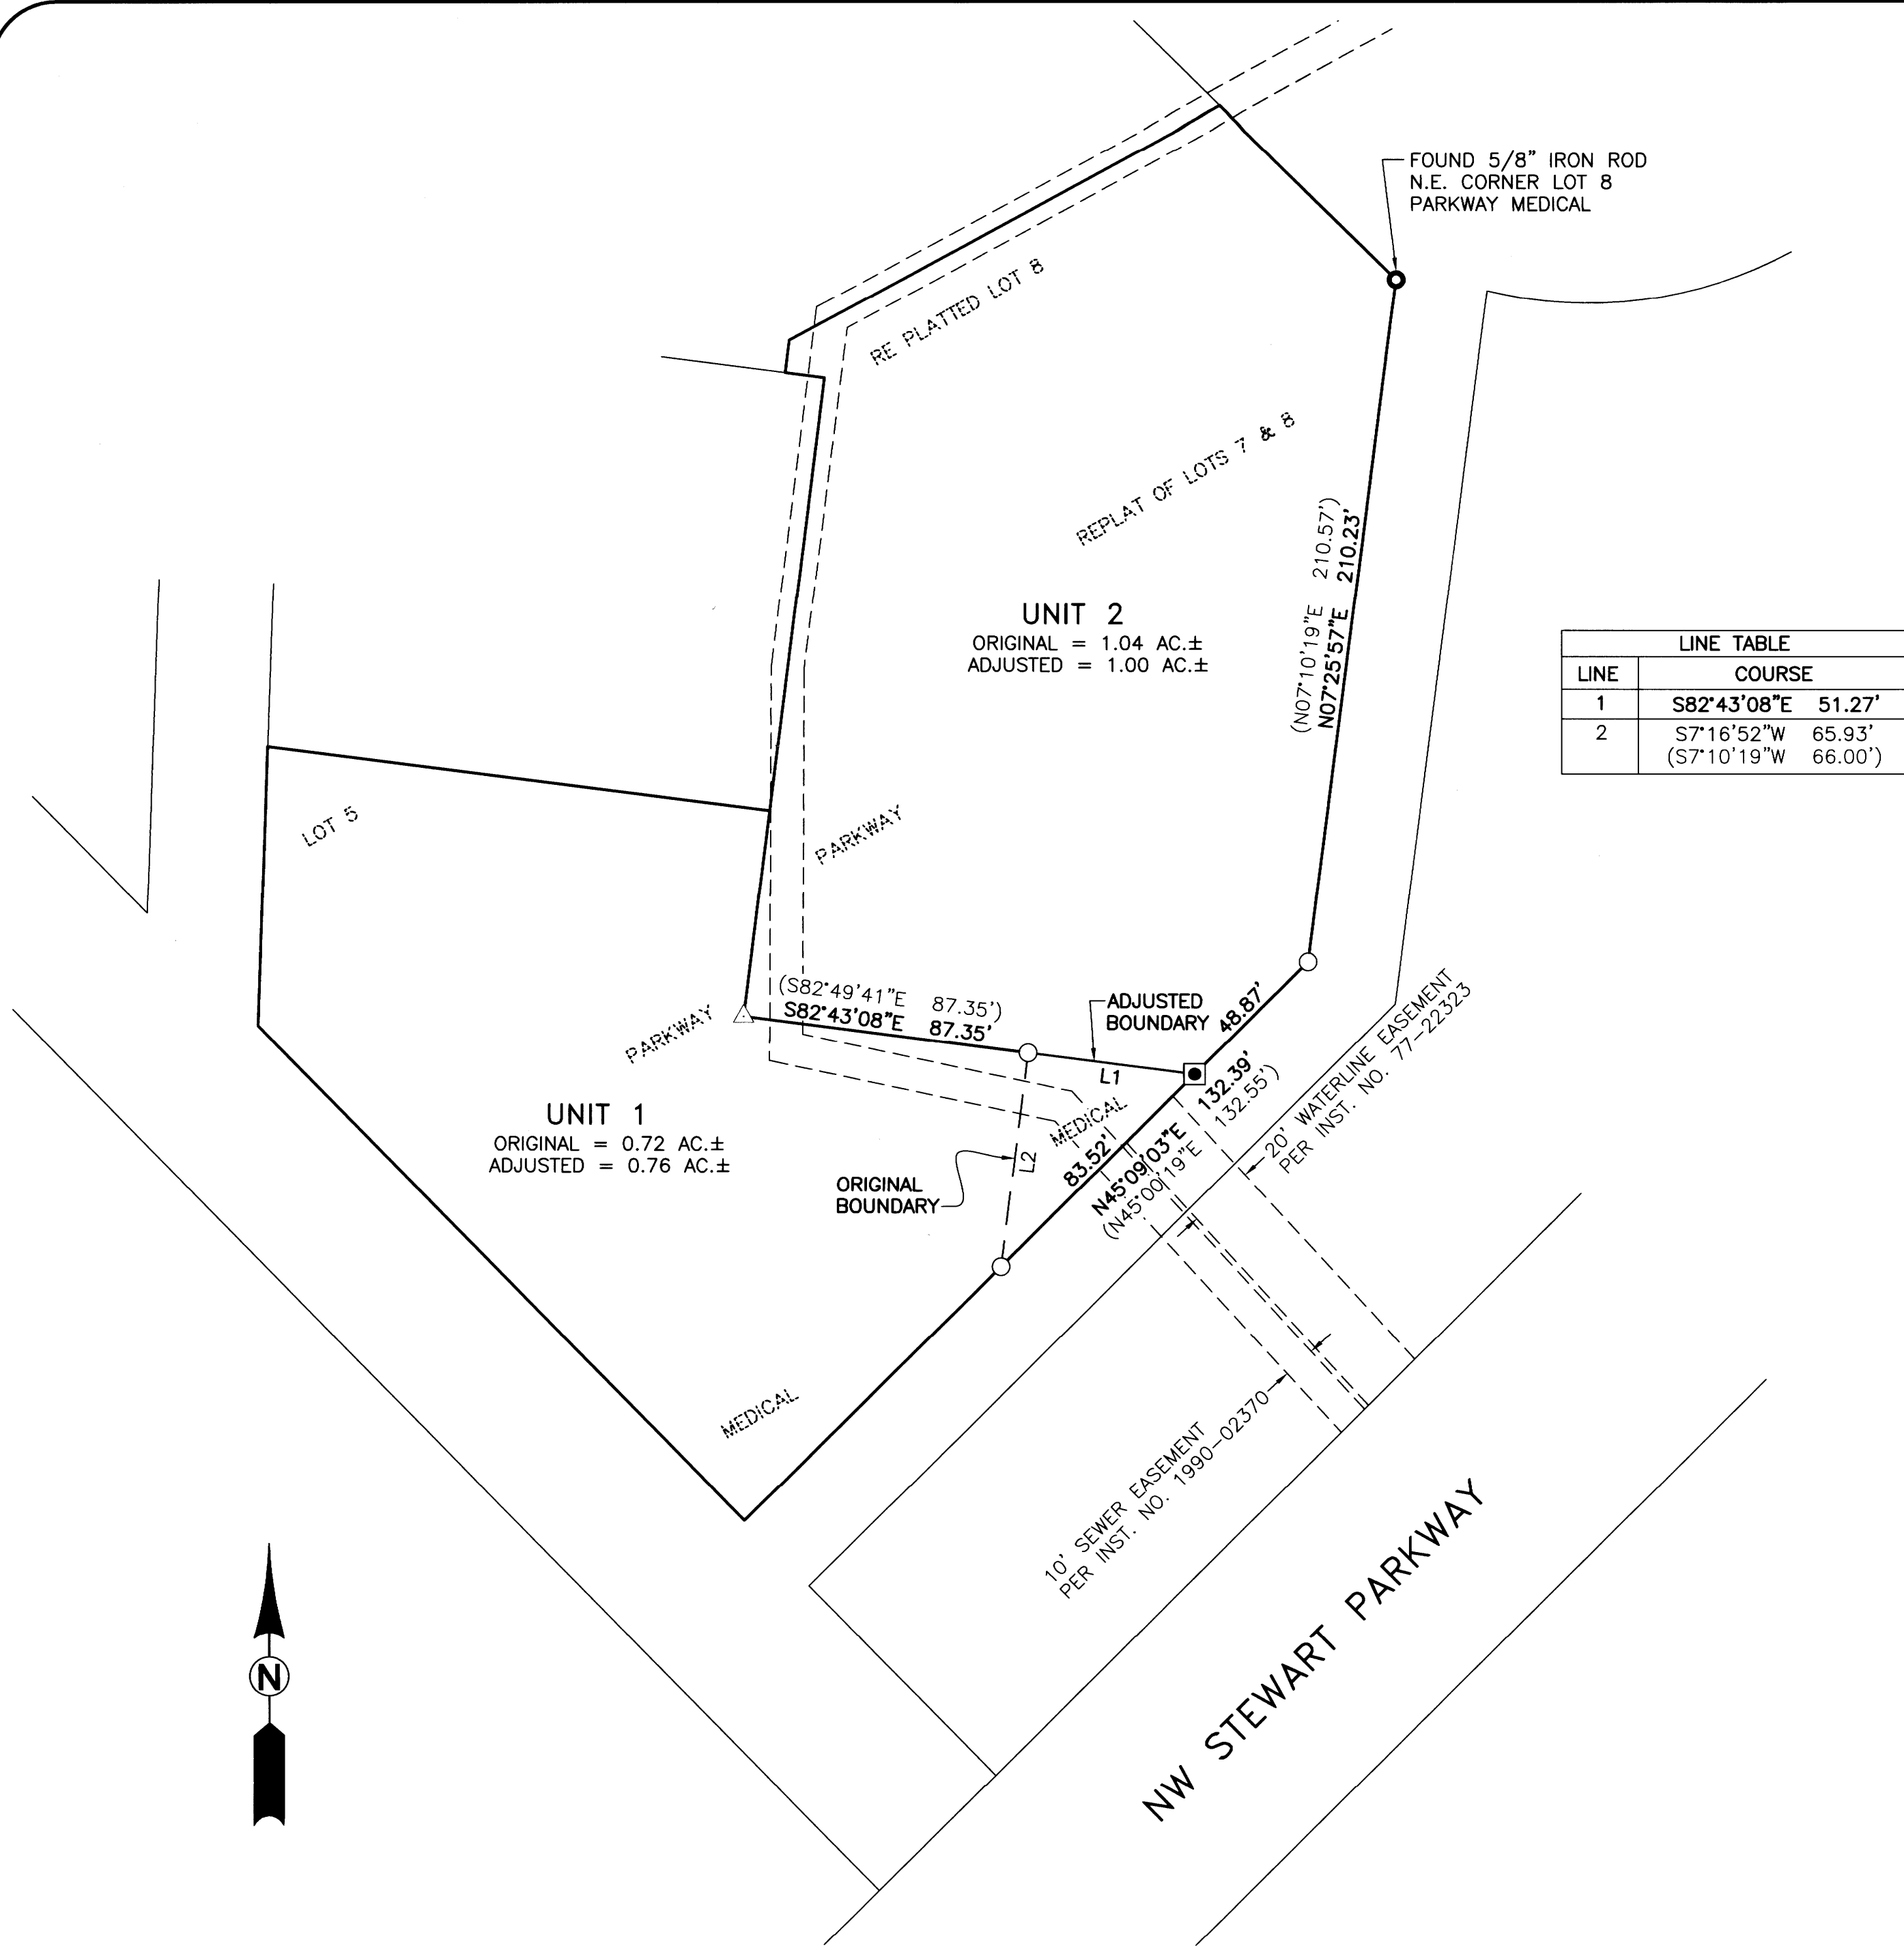 FOUND 5/8" IRON ROD
N.E. CORNER LOT 8
PARKWAY MEDICAL
RE PLATTED LOT 8
REPLAT OF LOTS 7 & 8
(N07°10'19"E 210.57')
N07°25'57"E 210.23'
UNIT 2
ORIGINAL = 1.04 AC.±
ADJUSTED = 1.00 AC.±
LINE TABLE
LINE COURSE
1 S82°43'08"E 51.27'
2 S7°16'52"W 65.93'
(S7°10'19"W 66.00')
LOT 5
PARKWAY
(S82°49'41"E 87.35')
S82°43'08"E 87.35'
ADJUSTED
BOUNDARY
48.87'
PARKWAY
L1
20' WATERLINE EASEMENT
PER INST. NO. 77-22323
UNIT 1
ORIGINAL = 0.72 AC.±
ADJUSTED = 0.76 AC.±
MEDICAL
83.52'
N45°09'03"E 132.39'
(N45°00'19"E 132.55')
L2
ORIGINAL
BOUNDARY
MEDICAL
10' SEWER EASEMENT
PER INST. NO. 1990-02370
N
NW STEWART PARKWAY